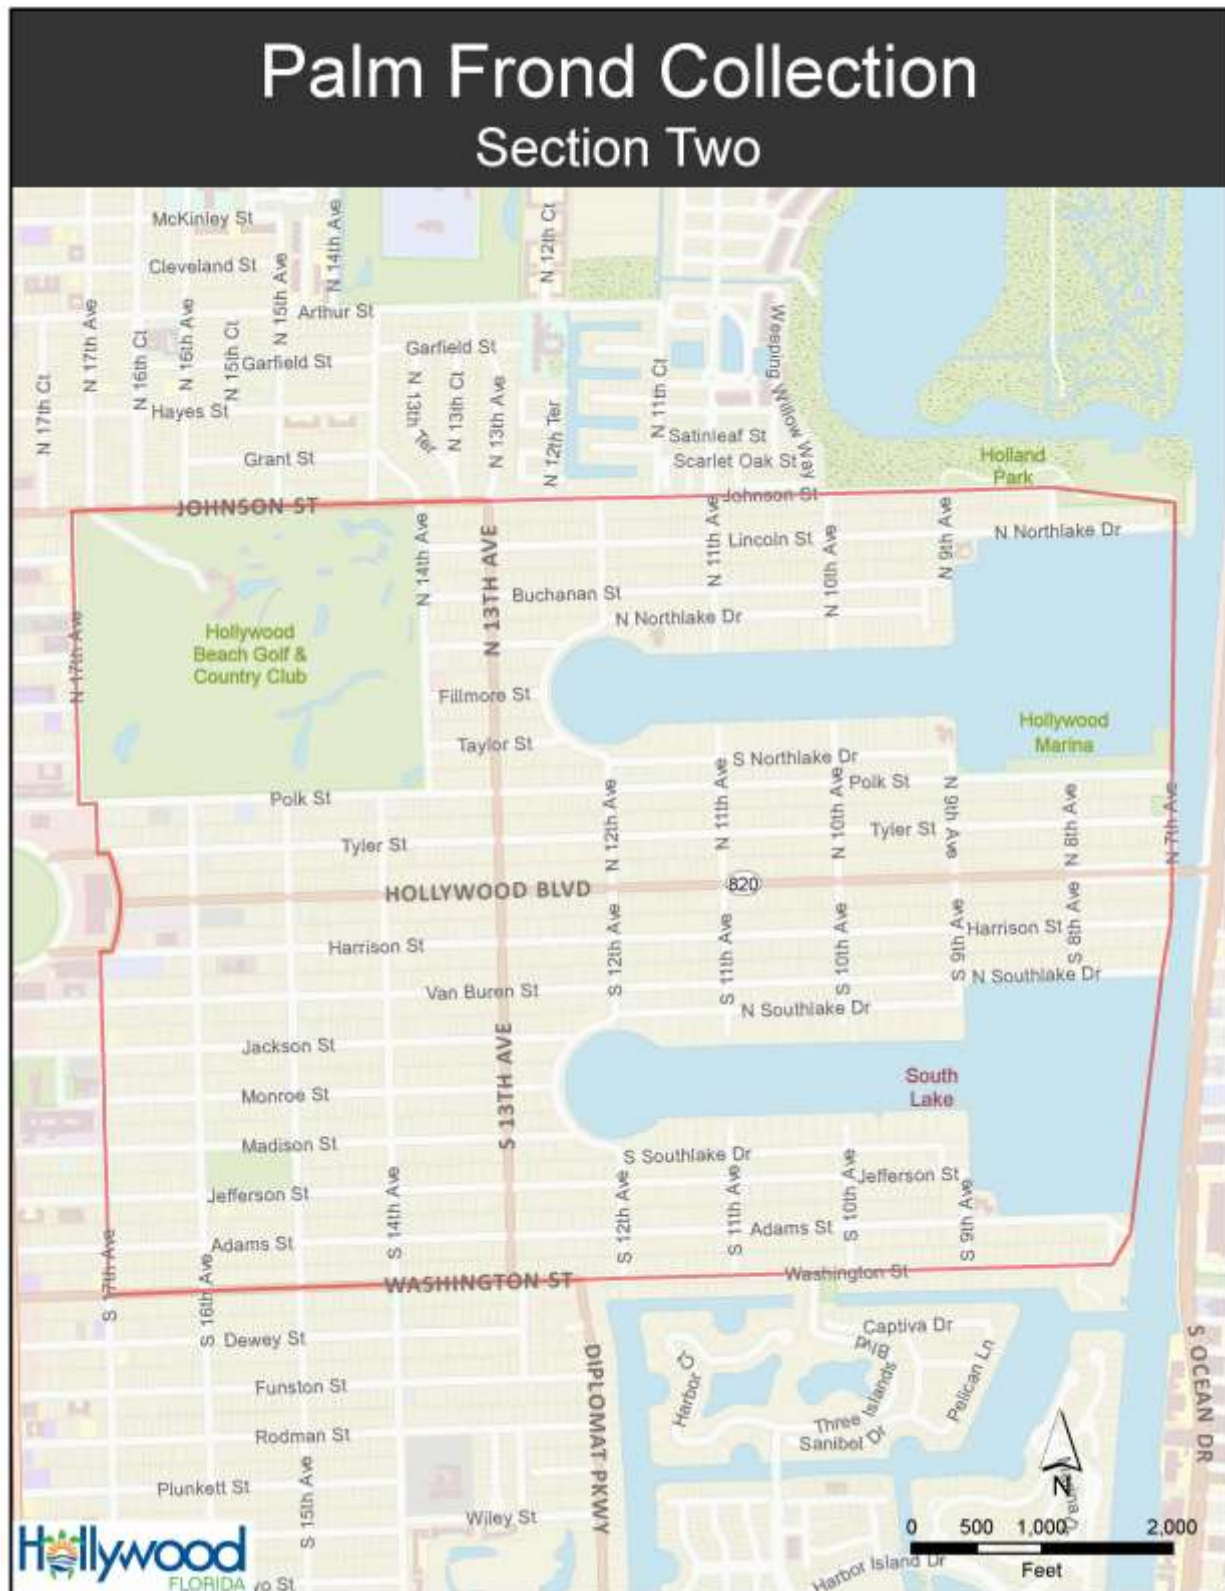 Palm Frond Collection
Section Two
McKinley St
Cleveland St
N 14th Ave
N 12th Ct
N 15th Ave
Arthur St
N 17th Ave
N 16th Ct
N 16th Ave
N 15th Ct
Garfield St
Garfield St
Weeping Willow Way
N 17th Ct
Hayes St
N 13th Ter
N 13th Ct
N 13th Ave
N 12th Ter
N 11th Ct
Satinleaf St
Scarlet Oak St
Grant St
Holland
Park
JOHNSON ST
Johnson St
N 14th Ave
N 13TH AVE
N 11th Ave
Lincoln St
N 10th Ave
N 9th Ave
N Northlake Dr
Buchanan St
N Northlake Dr
N 17th Ave
Hollywood
Beach Golf &
Country Club
Fillmore St
Taylor St
Hollywood
Marina
S Northlake Dr
Polk St
Polk St
N 12th Ave
N 11th Ave
N 10th Ave
N 9th Ave
N 8th Ave
N 7th Ave
Tyler St
Tyler St
HOLLYWOOD BLVD
820
Harrison St
Harrison St
S 12th Ave
S 11th Ave
S 10th Ave
S 9th Ave
S 8th Ave
Van Buren St
N Southlake Dr
N Southlake Dr
Jackson St
S 13TH AVE
Monroe St
South
Lake
Madison St
S Southlake Dr
Jefferson St
Jefferson St
S 14th Ave
S 12th Ave
S 11th Ave
S 10th Ave
S 9th Ave
Adams St
Adams St
S 17th Ave
S 16th Ave
WASHINGTON ST
Washington St
Dewey St
Captiva Dr
DIPLOMAT PKWY
Harbor Ct
Three Islands Blvd
Pelican Ln
S OCEAN DR
Funston St
Rodman St
Sanibel Dr
Plunkett St
S 15th Ave
Wiley St
N
0 500 1,000 2,000
Feet
Harbor Island Dr
Hollywood
FLORIDA
St